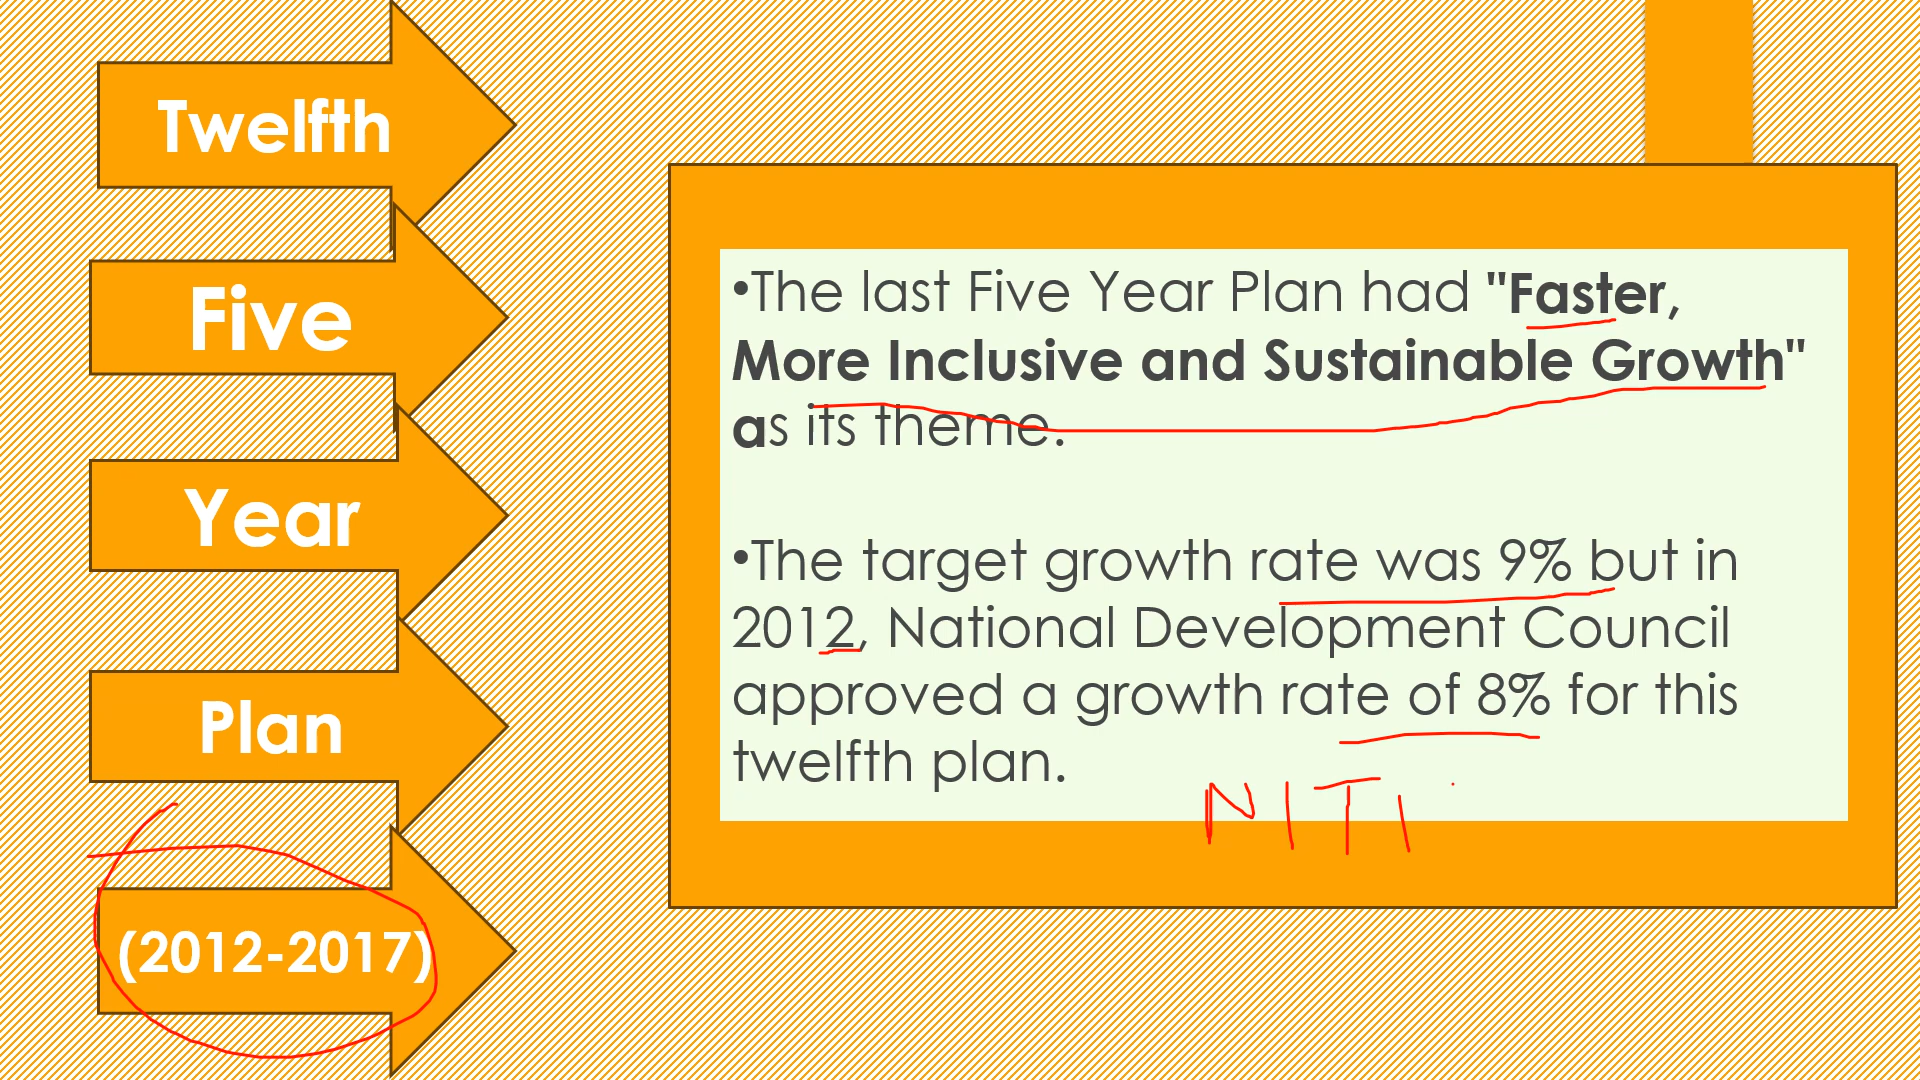 Twelfth
Five
Year
Plan
(2012-2017)
•The last Five Year Plan had "Faster,
More Inclusive and Sustainable Growth"
as its theme.
•The target growth rate was 9% but in
2012, National Development Council
approved a growth rate of 8% for this
twelfth plan.
NITI